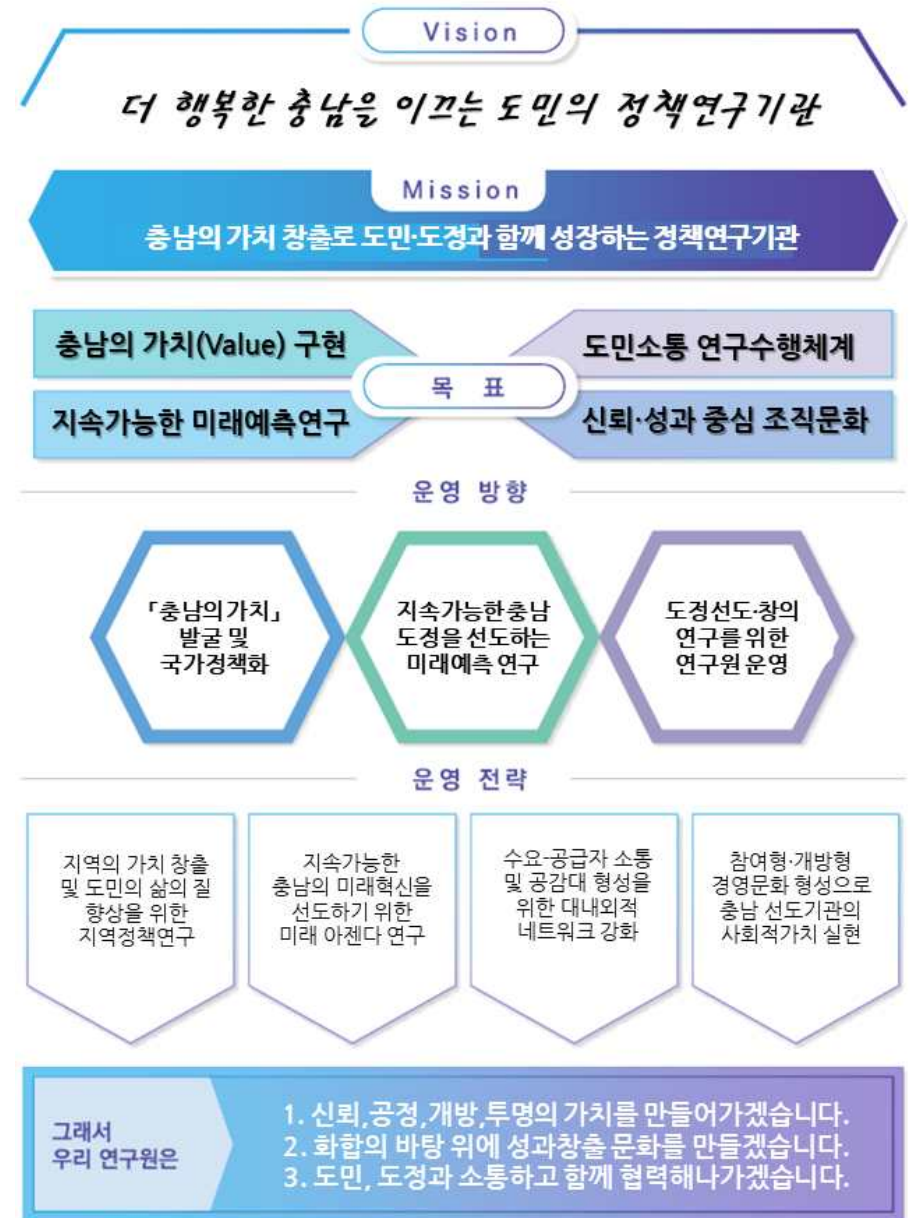 Vision
더 행복한 충남을 이끄는 도민의 정책연구기관
Mission
충남의 가치 창출로 도민·도정과 함께 성장하는 정책연구기관
충남의 가치(Value) 구현
도민소통 연구수행체계
목 표
지속가능한 미래예측연구
신뢰·성과 중심 조직문화
운영 방향
「충남의가치」
발굴 및
국가정책화
지속가능한 충남
도정을 선도하는
미래예측 연구
도정선도·창의
연구를 위한
연구원 운영
운영 전략
지역의 가치 창출
및 도민의 삶의 질
향상을 위한
지역정책연구
지속가능한
충남의 미래혁신을
선도하기 위한
미래 아젠다 연구
수요-공급자 소통
및 공감대 형성을
위한 대내외적
네트워크 강화
참여형·개방형
경영문화 형성으로
충남 선도기관의
사회적가치 실현
그래서
우리 연구원은
1. 신뢰,공정,개방,투명의 가치를 만들어가겠습니다.
2. 화합의 바탕 위에 성과창출 문화를 만들겠습니다.
3. 도민, 도정과 소통하고 함께 협력해나가겠습니다.